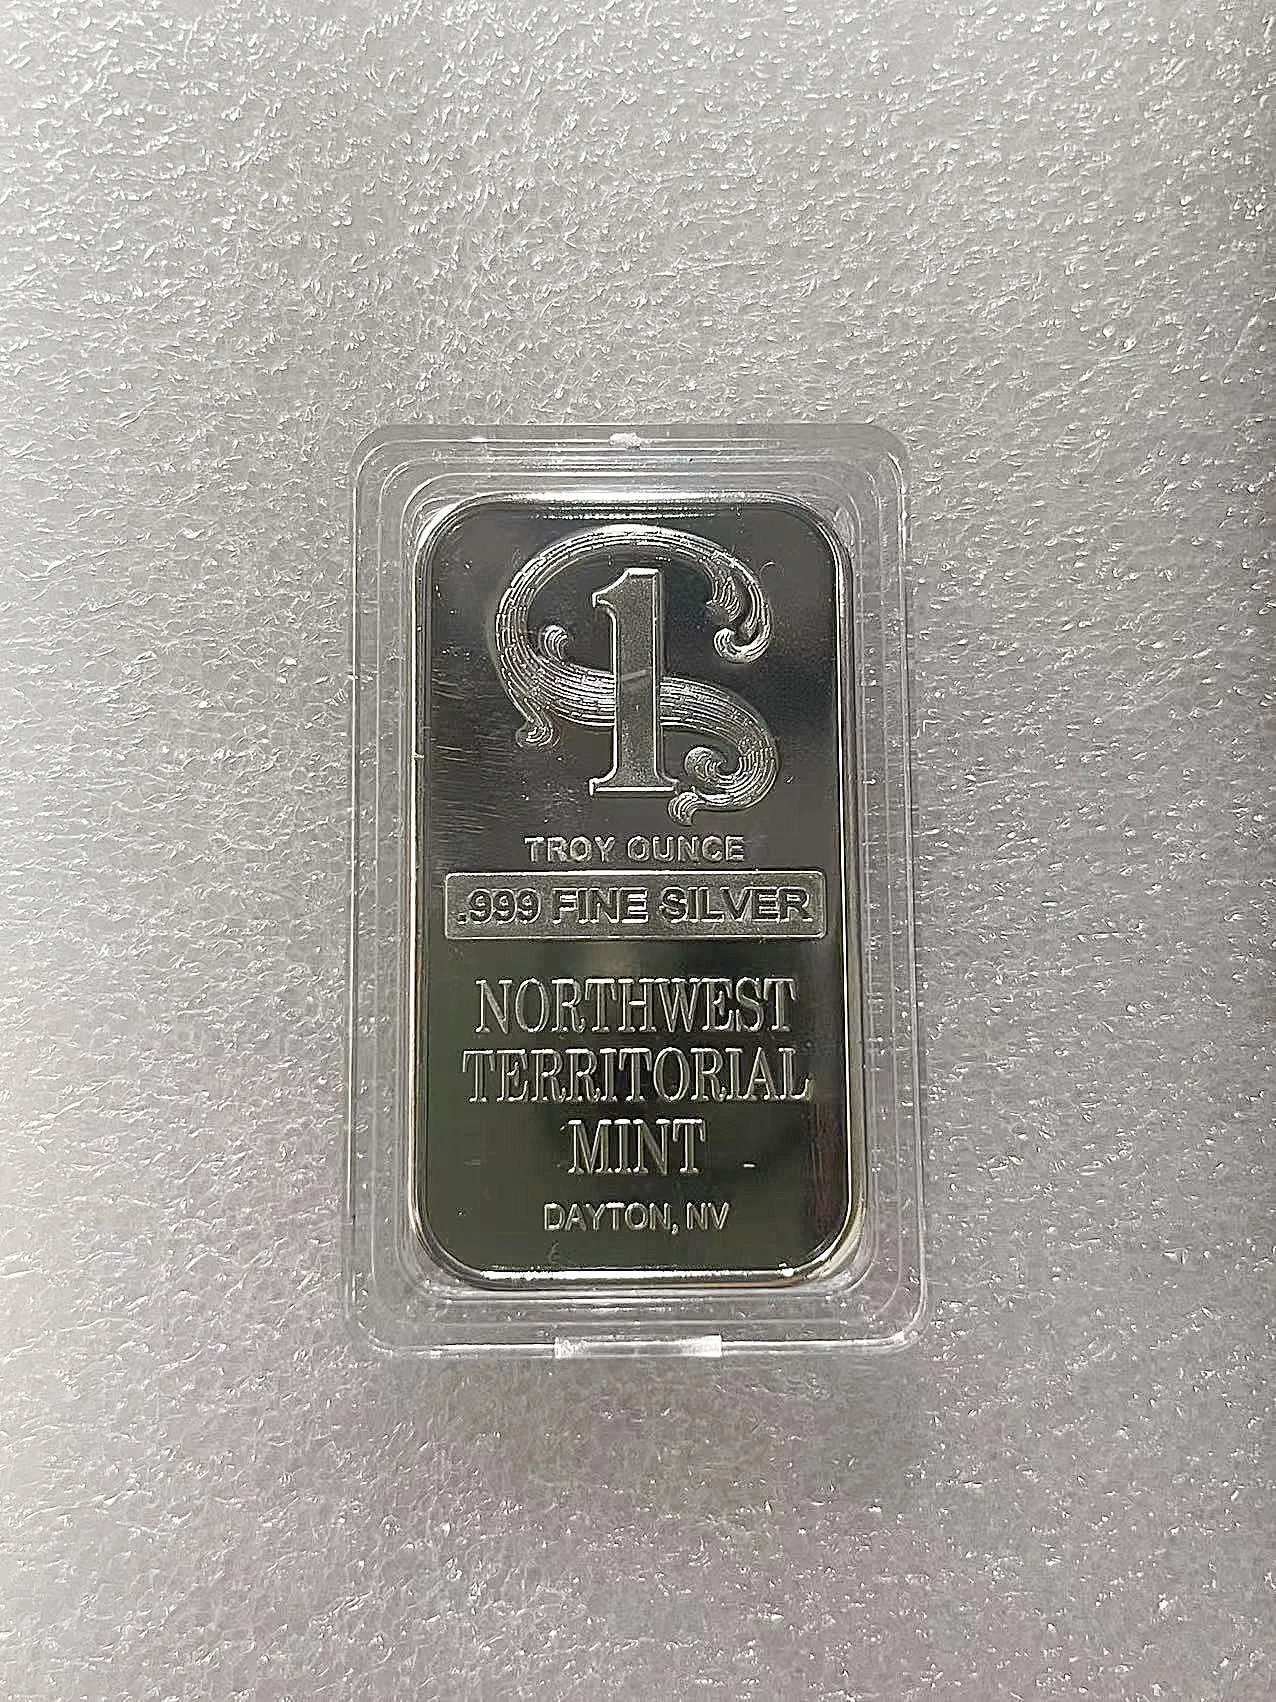 1
TROY OUNCE
.999 FINE SILVER
NORTHWEST
TERRITORIAL
MINT
DAYTON, NV